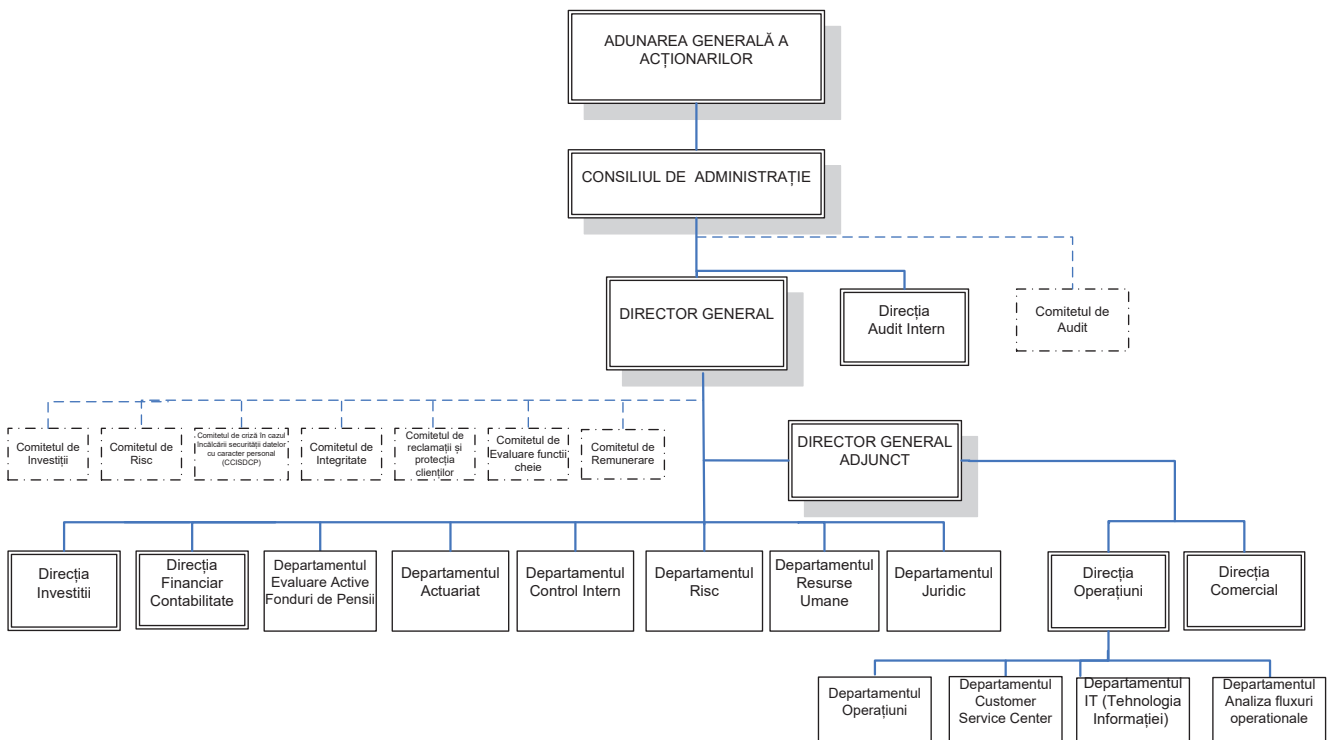 ADUNAREA GENERALĂ A
ACȚIONARILOR
CONSILIUL DE ADMINISTRAȚIE
DIRECTOR GENERAL
Direcția
Audit Intern
Comitetul de
Audit
Comitetul de
Investiții
Comitetul de
Risc
Comitetul de criză în cazul
încălcării securității datelor
cu caracter personal
(CCISDCP)
Comitetul de
Integritate
Comitetul de
reclamații și
protecția
clienților
Comitetul de
Evaluare functii
cheie
Comitetul de
Remunerare
DIRECTOR GENERAL
ADJUNCT
Direcția
Investitii
Direcția
Financiar
Contabilitate
Departamentul
Evaluare Active
Fonduri de Pensii
Departamentul
Actuariat
Departamentul
Control Intern
Departamentul
Risc
Departamentul
Resurse
Umane
Departamentul
Juridic
Direcția
Operațiuni
Direcția
Comercial
Departamentul
Operațiuni
Departamentul
Customer
Service Center
Departamentul
IT (Tehnologia
Informației)
Departamentul
Analiza fluxuri
operationale